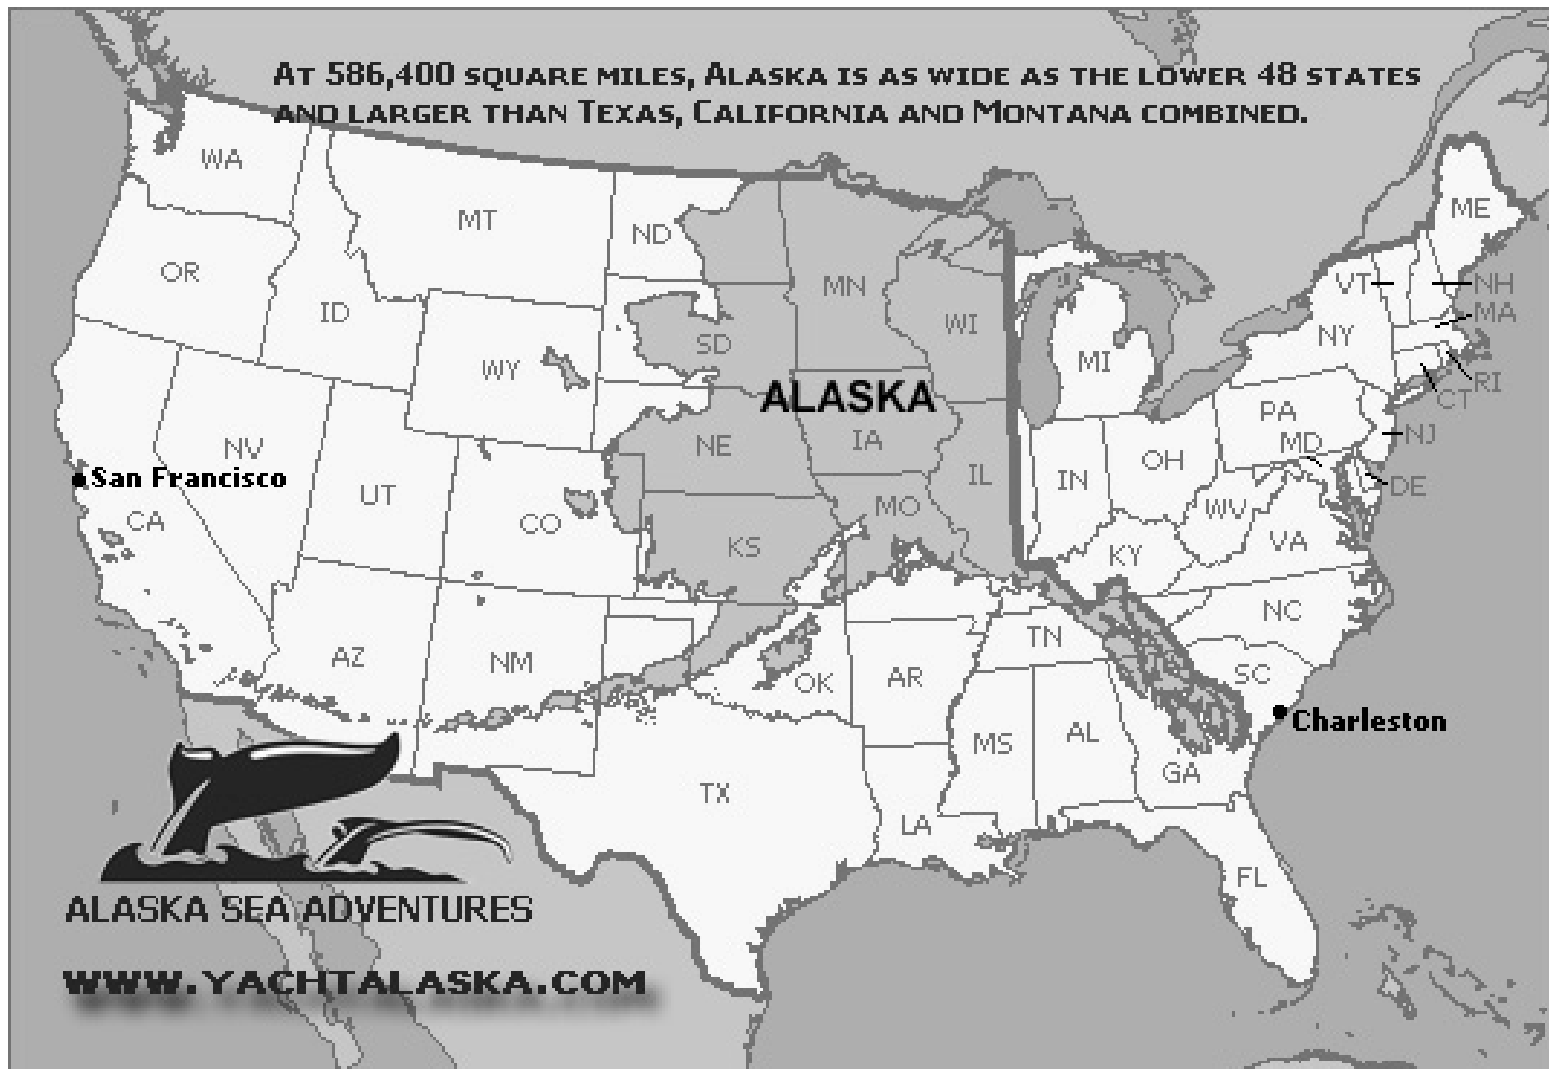 AT 586,400 SQUARE MILES, ALASKA IS AS WIDE AS THE LOWER 48 STATES
AND LARGER THAN TEXAS, CALIFORNIA AND MONTANA COMBINED.
WA
MT
ND
ME
OR
ID
MN
VT
NH
MA
WI
NY
SD
WY
MI
RI
CT
ALASKA
PA
NJ
MD
NE
IA
NV
OH
San Francisco
UT
IL
IN
DE
CA
CO
MO
WV
KS
KY
VA
NC
TN
AZ
NM
OK
AR
SC
Charleston
MS
AL
GA
TX
LA
FL
ALASKA SEA ADVENTURES
WWW.YACHTALASKA.COM